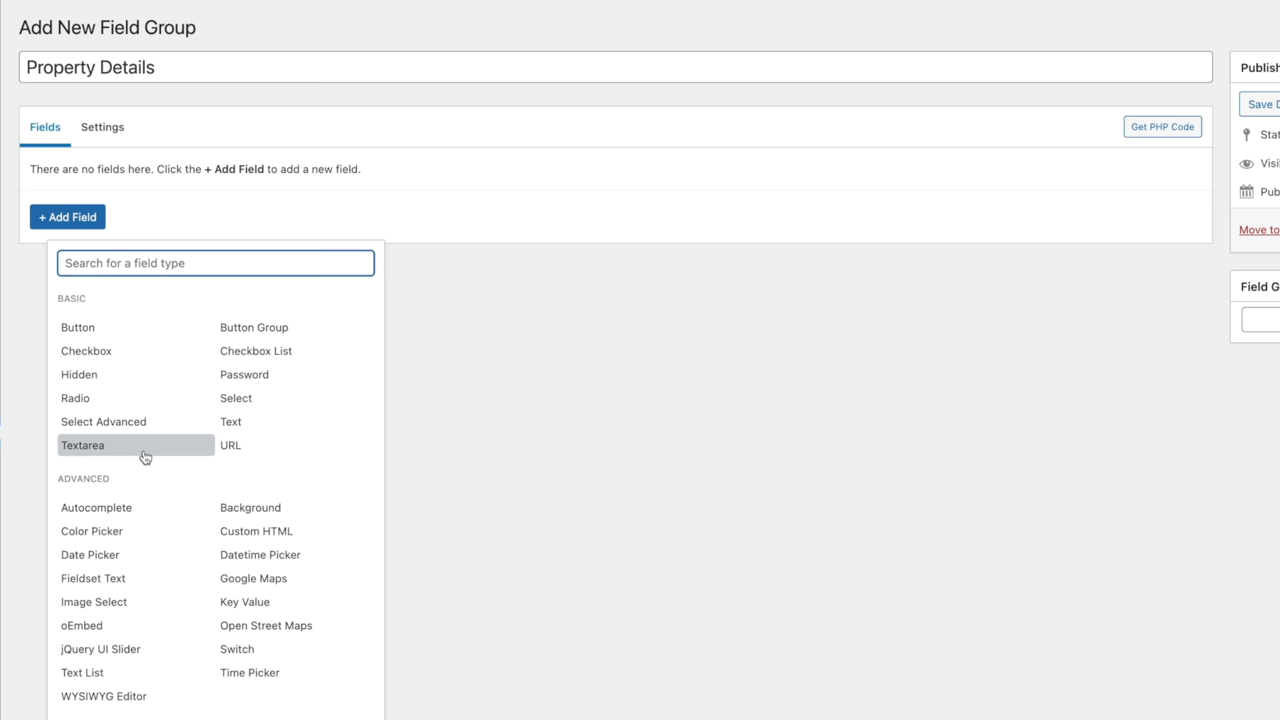 Add New Field Group
Property Details
Publish
Fields Settings Get PHP Code
Save D
There are no fields here. Click the + Add Field to add a new field.
+ Add Field
Stat
Visi
Pub
Move to
Field G
Search for a field type
BASIC
Button Button Group
Checkbox Checkbox List
Hidden Password
Radio Select
Select Advanced Text
Textarea URL
ADVANCED
Autocomplete Background
Color Picker Custom HTML
Date Picker Datetime Picker
Fieldset Text Google Maps
Image Select Key Value
oEmbed Open Street Maps
jQuery UI Slider Switch
Text List Time Picker
WYSIWYG Editor